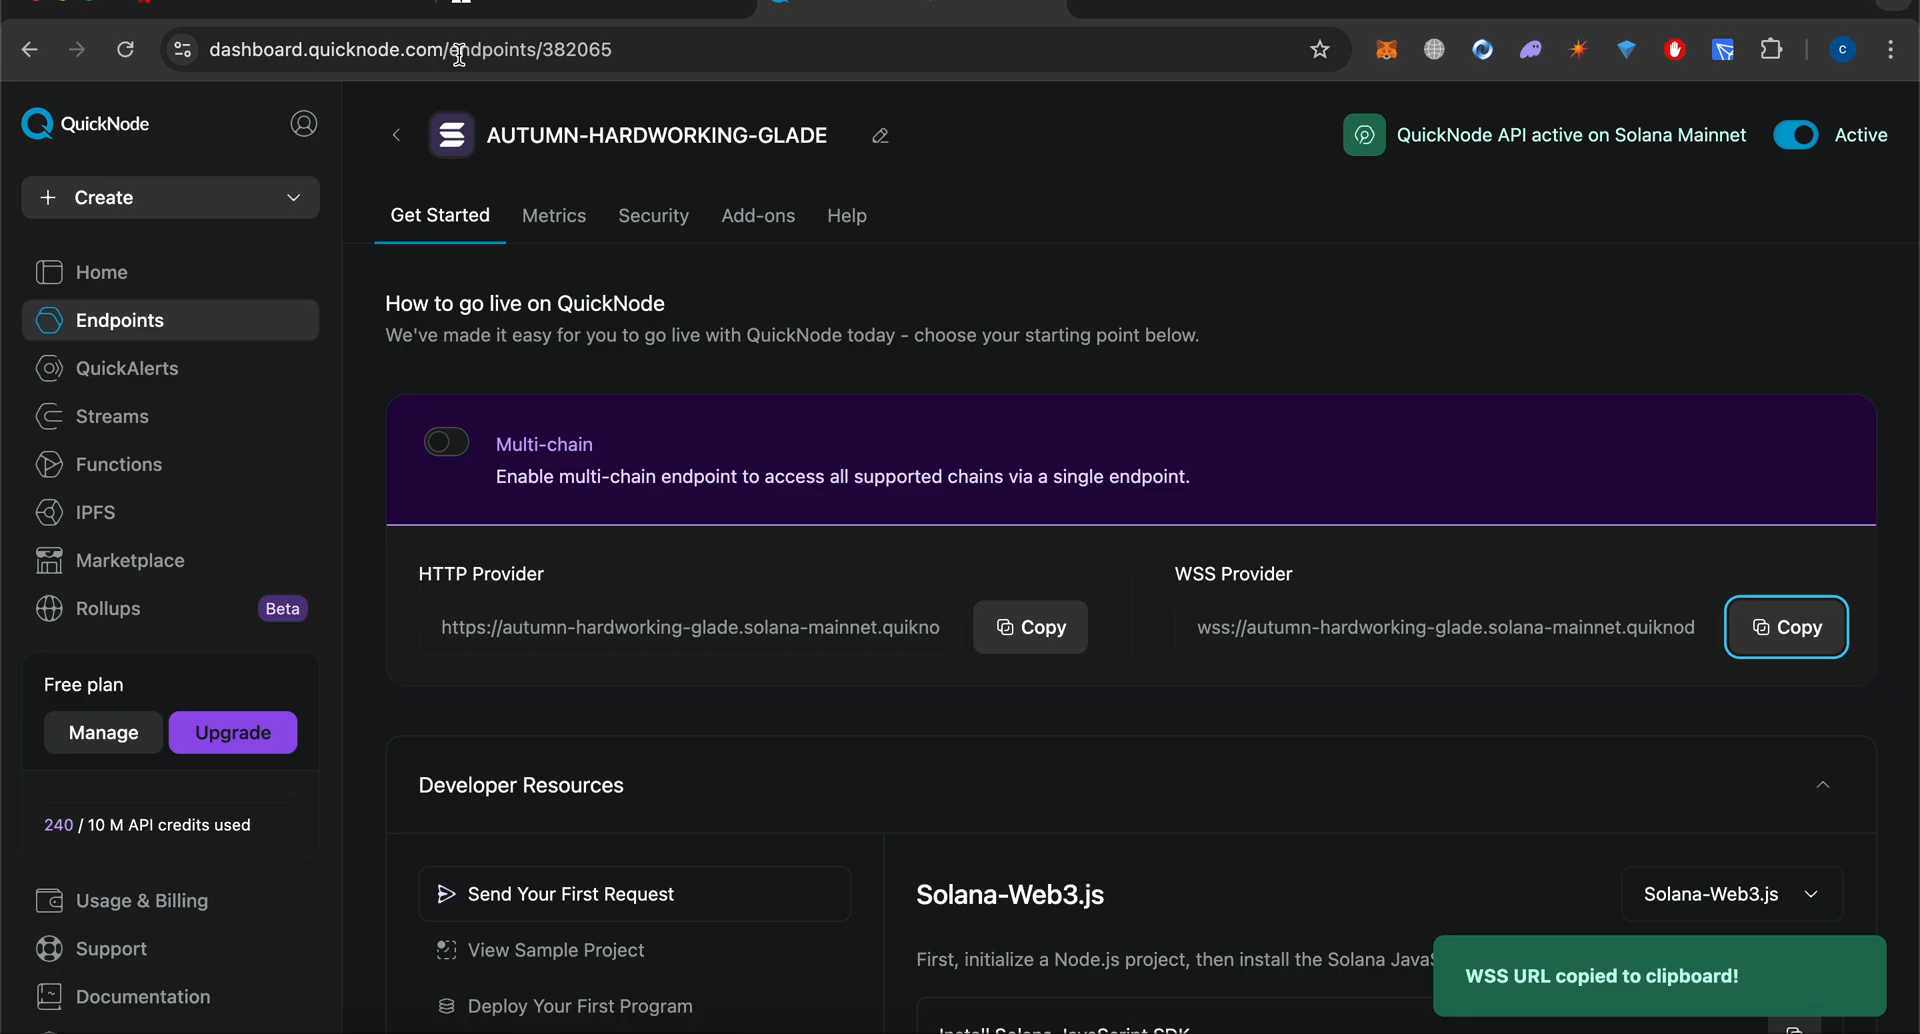 dashboard.quicknode.com/endpoints/382065
c
QuickNode
AUTUMN-HARDWORKING-GLADE
QuickNode API active on Solana Mainnet
Active
Create
Get Started
Metrics
Security
Add-ons
Help
Home
Endpoints
QuickAlerts
Streams
Functions
IPFS
Marketplace
Rollups
Beta
Free plan
Manage
Upgrade
240 / 10 M API credits used
Usage & Billing
Support
Documentation
How to go live on QuickNode
We've made it easy for you to go live with QuickNode today - choose your starting point below.
Multi-chain
Enable multi-chain endpoint to access all supported chains via a single endpoint.
HTTP Provider
https://autumn-hardworking-glade.solana-mainnet.quikno
Copy
WSS Provider
wss://autumn-hardworking-glade.solana-mainnet.quiknod
Copy
Developer Resources
Send Your First Request
View Sample Project
Deploy Your First Program
Solana-Web3.js
Solana-Web3.js
First, initialize a Node.js project, then install the Solana JavaS
Install Solana JavaScript SDK
WSS URL copied to clipboard!